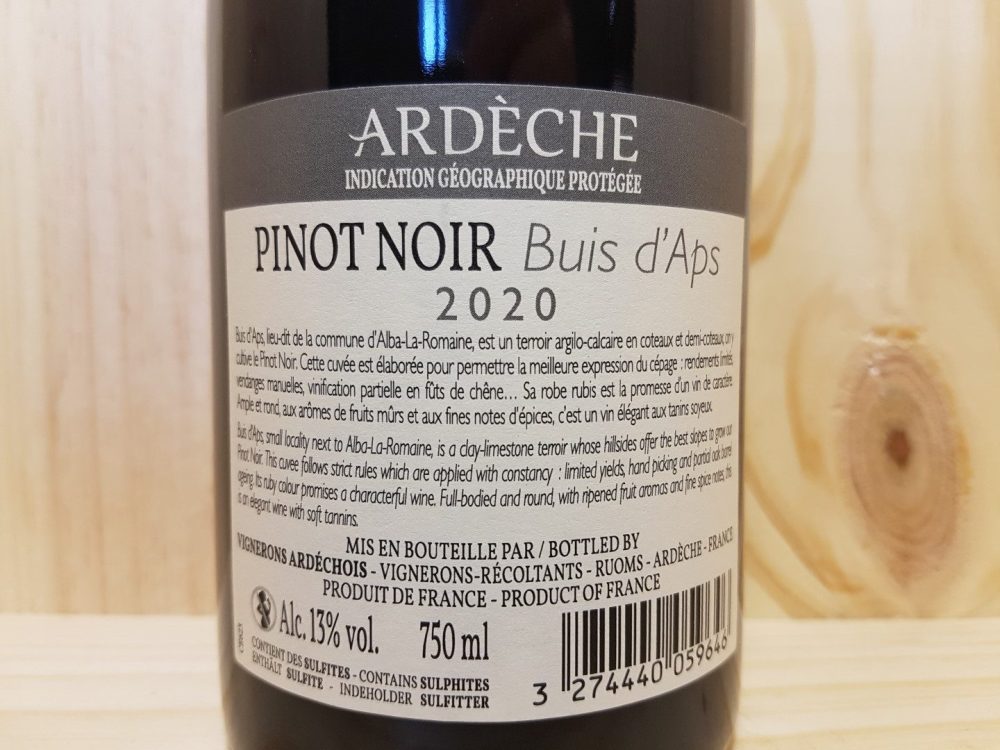 ARDÈCHE
INDICATION GÉOGRAPHIQUE PROTÉGÉE
PINOT NOIR Buis d'Aps
2020
Buis d'Aps, lieu-dit de la commune d'Alba-La-Romaine, est un terroir argilo-calcaire en coteaux et demi-coteaux, on y
cultive le Pinot Noir. Cette cuvée est élaborée pour permettre la meilleure expression du cépage : rendements limités,
vendanges manuelles, vinification partielle en fûts de chêne... Sa robe rubis est la promesse d'un vin de caractère.
Ample et rond, aux arômes de fruits mûrs et aux fines notes d'épices, c'est un vin élégant aux tanins soyeux.
Buis d'Aps, small locality next to Alba-La-Romaine, is a clay-limestone terroir whose hillsides offer the best slopes to grow our
Pinot Noir. This cuvee follows strict rules which are applied with constancy : limited yields, hand picking and partial oak barrel
ageing. Its ruby colour promises a characterful wine. Full-bodied and round, with ripened fruit aromas and fine spice notes, this
is an elegant wine with soft tannins.
MIS EN BOUTEILLE PAR / BOTTLED BY
VIGNERONS ARDÉCHOIS - VIGNERONS-RÉCOLTANTS - RUOMS - ARDÈCHE - FRANCE
PRODUIT DE FRANCE - PRODUCT OF FRANCE
Alc. 13% vol. 750 ml
CONTIENT DES SULFITES - CONTAINS SULPHITES
ENTHÄLT SULFITE - INDEHOLDER SULFITTER
3 274440 059646